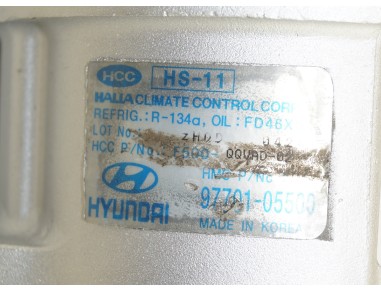 HCC HS-11
HALLA CLIMATE CONTROL CORP
REFRIG.: R-134a, OIL: FD46X
LOT NO.:
HCC P/No.: F500-
HMC P/NO
HYUNDAI 97701-05500
MADE IN KOREA